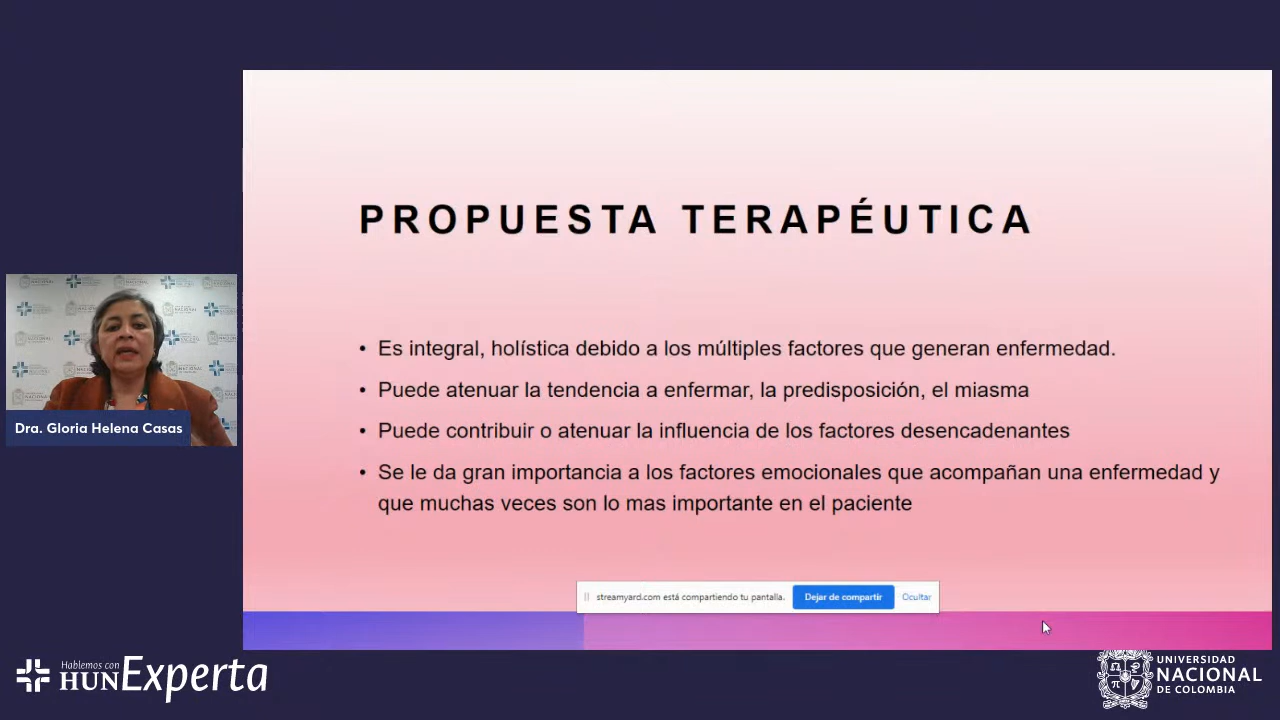 PROPUESTA TERAPÉUTICA
• Es integral, holística debido a los múltiples factores que generan enfermedad.
• Puede atenuar la tendencia a enfermar, la predisposición, el miasma
• Puede contribuir o atenuar la influencia de los factores desencadenantes
• Se le da gran importancia a los factores emocionales que acompañan una enfermedad y
que muchas veces son lo mas importante en el paciente
Dra. Gloria Helena Casas
streamyard.com está compartiendo tu pantalla. Dejar de compartir Ocultar
Hablemos con
HUN Experta
UNIVERSIDAD
NACIONAL
DE COLOMBIA